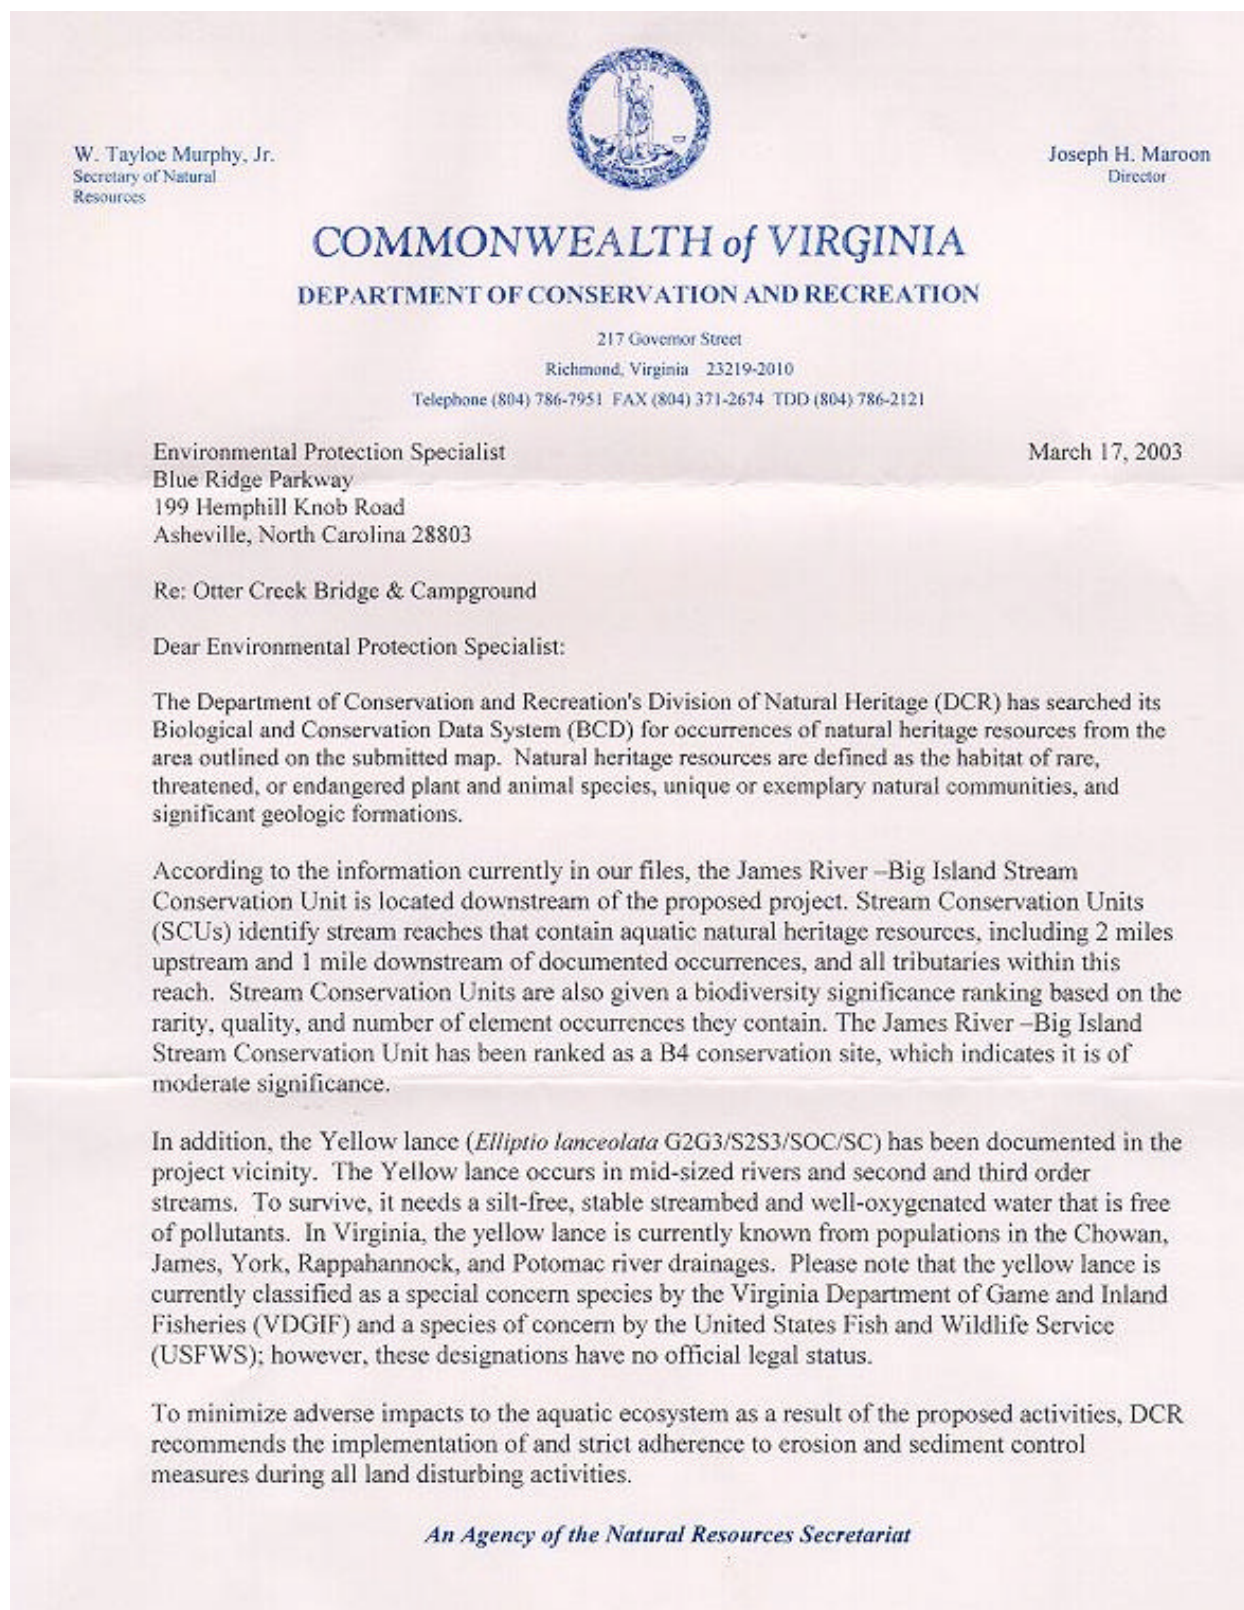 VIRGINIA
W. Tayloe Murphy, Jr.
Secretary of Natural
Resources
Joseph H. Maroon
Director
COMMONWEALTH of VIRGINIA
DEPARTMENT OF CONSERVATION AND RECREATION
217 Governor Street
Richmond, Virginia 23219-2010
Telephone (804) 786-7951 FAX (804) 371-2674 TDD (804) 786-2121
Environmental Protection Specialist
March 17, 2003
Blue Ridge Parkway
199 Hemphill Knob Road
Asheville, North Carolina 28803
Re: Otter Creek Bridge & Campground
Dear Environmental Protection Specialist:
The Department of Conservation and Recreation's Division of Natural Heritage (DCR) has searched its
Biological and Conservation Data System (BCD) for occurrences of natural heritage resources from the
area outlined on the submitted map. Natural heritage resources are defined as the habitat of rare,
threatened, or endangered plant and animal species, unique or exemplary natural communities, and
significant geologic formations.
According to the information currently in our files, the James River –Big Island Stream
Conservation Unit is located downstream of the proposed project. Stream Conservation Units
(SCUs) identify stream reaches that contain aquatic natural heritage resources, including 2 miles
upstream and 1 mile downstream of documented occurrences, and all tributaries within this
reach. Stream Conservation Units are also given a biodiversity significance ranking based on the
rarity, quality, and number of element occurrences they contain. The James River –Big Island
Stream Conservation Unit has been ranked as a B4 conservation site, which indicates it is of
moderate significance.
In addition, the Yellow lance (Elliptio lanceolata G2G3/S2S3/SOC/SC) has been documented in the
project vicinity. The Yellow lance occurs in mid-sized rivers and second and third order
streams. To survive, it needs a silt-free, stable streambed and well-oxygenated water that is free
of pollutants. In Virginia, the yellow lance is currently known from populations in the Chowan,
James, York, Rappahannock, and Potomac river drainages. Please note that the yellow lance is
currently classified as a special concern species by the Virginia Department of Game and Inland
Fisheries (VDGIF) and a species of concern by the United States Fish and Wildlife Service
(USFWS); however, these designations have no official legal status.
To minimize adverse impacts to the aquatic ecosystem as a result of the proposed activities, DCR
recommends the implementation of and strict adherence to erosion and sediment control
measures during all land disturbing activities.
An Agency of the Natural Resources Secretariat